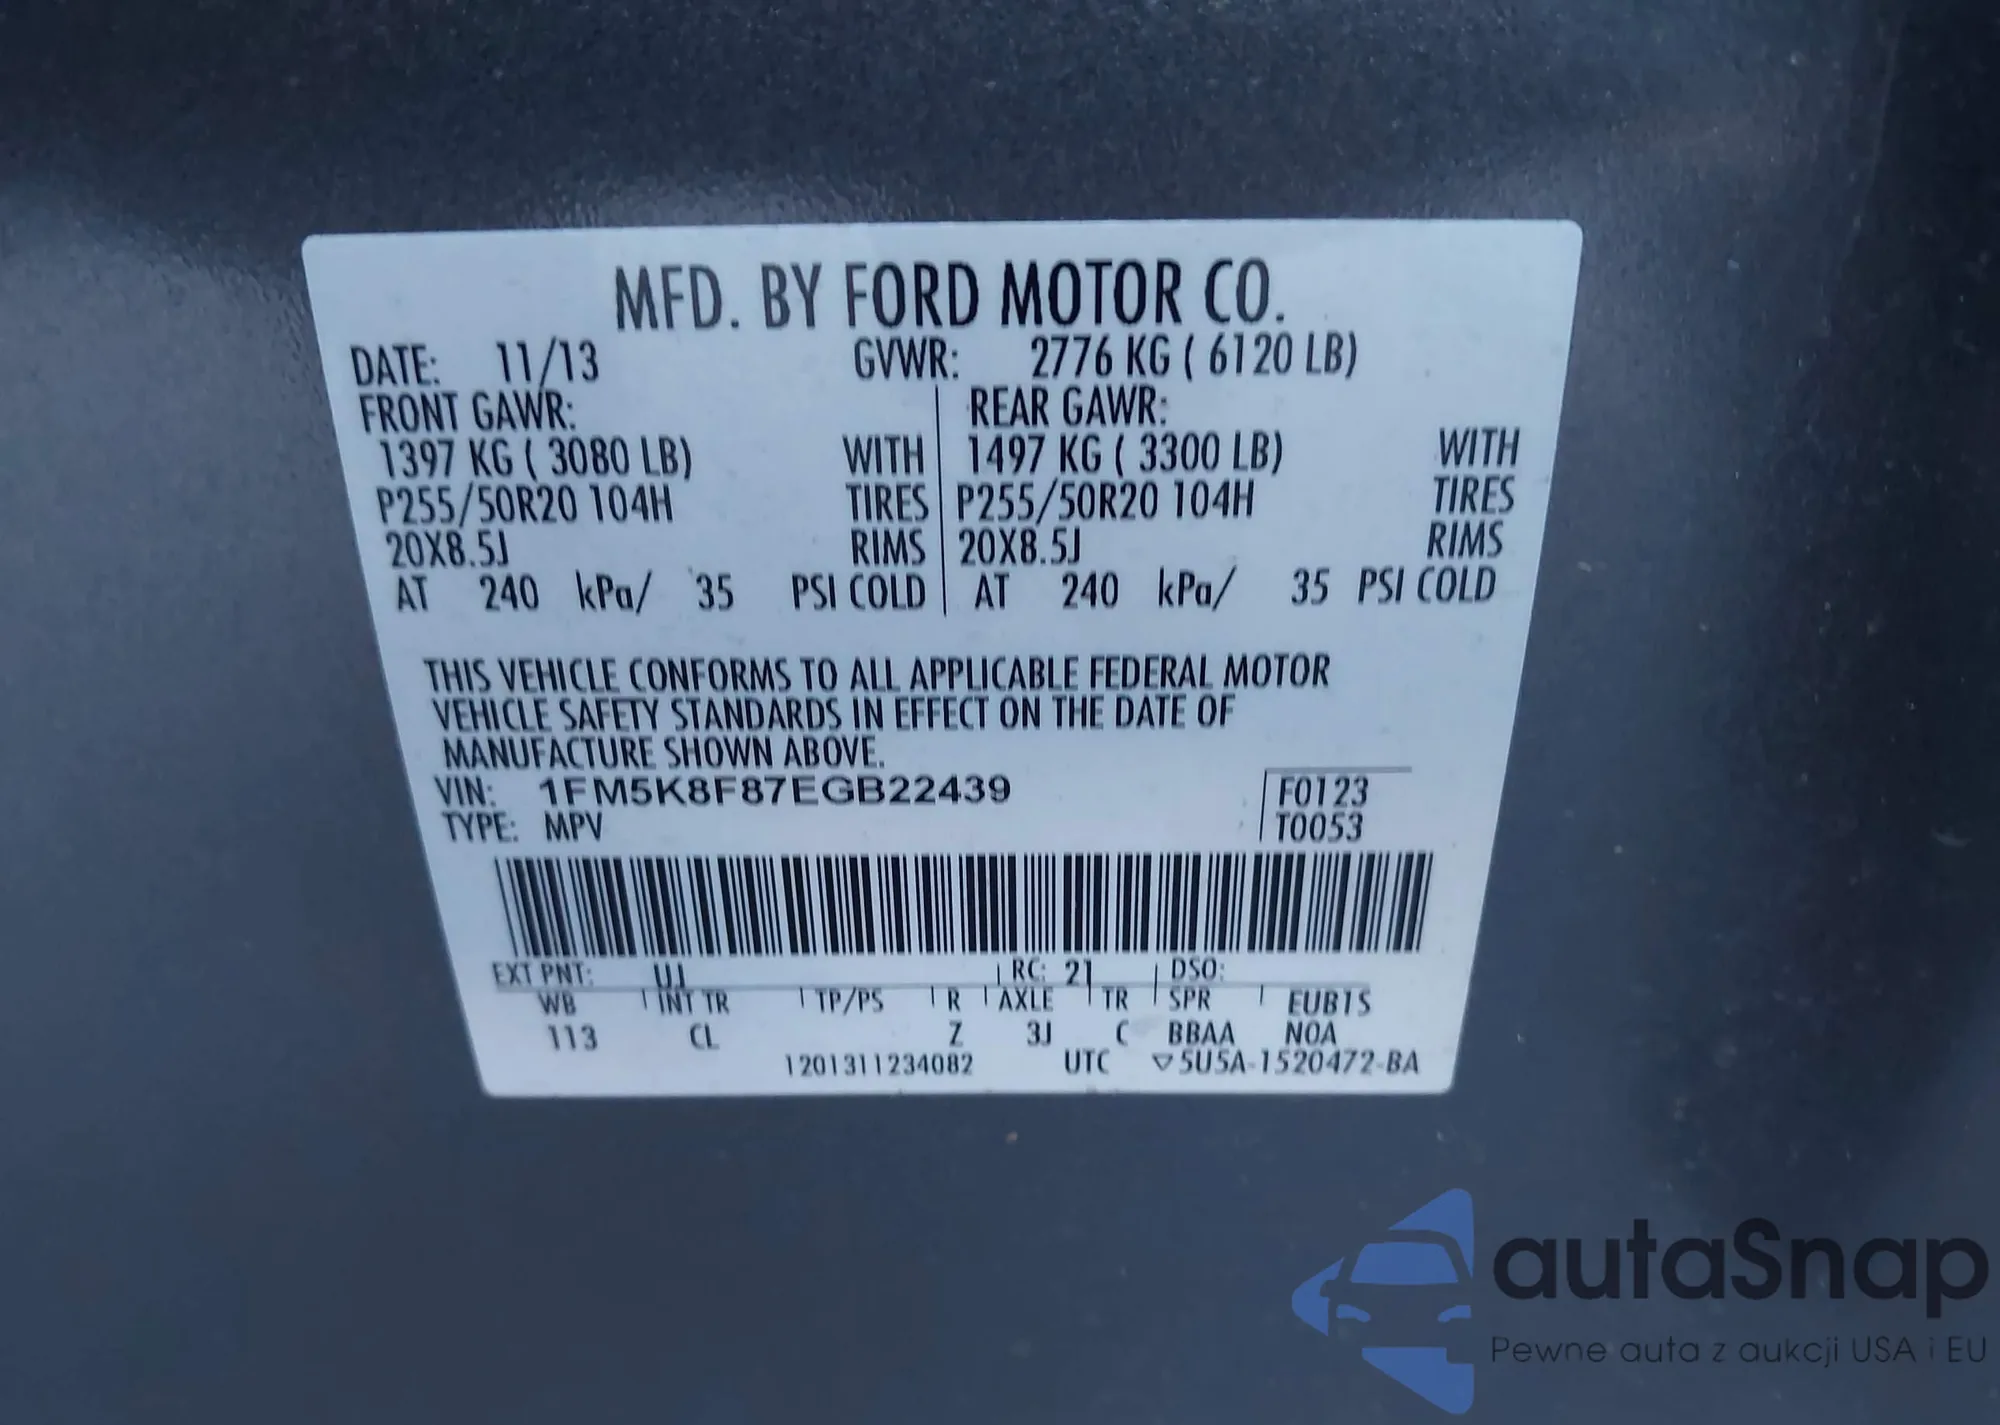 MFD. BY FORD MOTOR CO.
DATE: 11/13 GVWR: 2776 KG ( 6120 LB)
FRONT GAWR: REAR GAWR:
1397 KG ( 3080 LB) WITH 1497 KG ( 3300 LB) WITH
P255/50R20 104H TIRES P255/50R20 104H TIRES
20X8.5J RIMS 20X8.5J RIMS
AT 240 kPa/ 35 PSI COLD AT 240 kPa/ 35 PSI COLD
THIS VEHICLE CONFORMS TO ALL APPLICABLE FEDERAL MOTOR
VEHICLE SAFETY STANDARDS IN EFFECT ON THE DATE OF
MANUFACTURE SHOWN ABOVE.
VIN: 1FM5K8F87EGB22439 F0123
TYPE: MPV T0053
EXT PNT: UJ RC: 21 DSO:
WB INT TR TP/PS R AXLE TR SPR EUB1S
113 CL Z 3J C BBAA NOA
1201311234082 UTC ▽5U5A-1520472-BA
autaSnap
Pewne auta z aukcji USA i EU